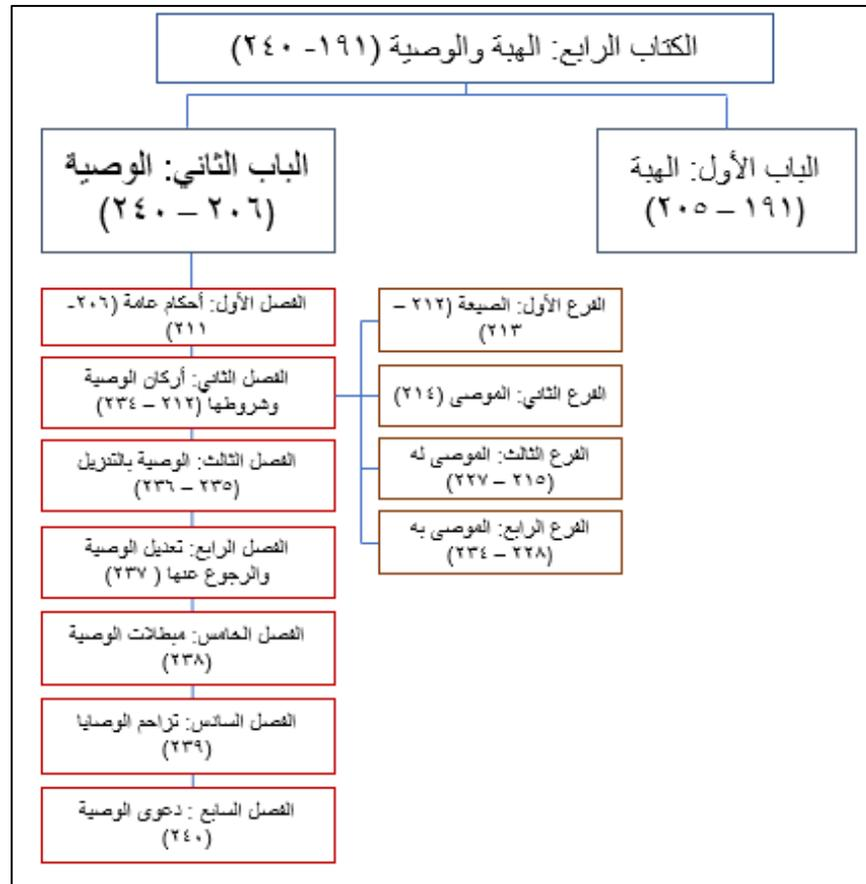 الكتاب الرابع: الهبة والوصية (١٩١- ٢٤٠)
الباب الأول: الهبة
(١٩١ – ٢٠٥)
الباب الثاني: الوصية
(٢٠٦ – ٢٤٠)
الفصل الأول: أحكام عامة (٢٠٦-
٢١١)
الفصل الثاني: أركان الوصية
وشروطها (٢١٢ – ٢٣٤)
الفرع الأول: الصيغة (٢١٢ –
٢١٣)
الفرع الثاني: الموصى (٢١٤)
الفرع الثالث: الموصى له
(٢١٥ – ٢٢٧)
الفرع الرابع: الموصى به
(٢٢٨ – ٢٣٤)
الفصل الثالث: الوصية بالتنزيل
(٢٣٥ – ٢٣٦)
الفصل الرابع: تعديل الوصية
والرجوع عنها ( ٢٣٧)
الفصل الخامس: مبطلات الوصية
(٢٣٨)
الفصل السادس: تزاحم الوصايا
(٢٣٩)
الفصل السابع : دعوى الوصية
(٢٤٠)